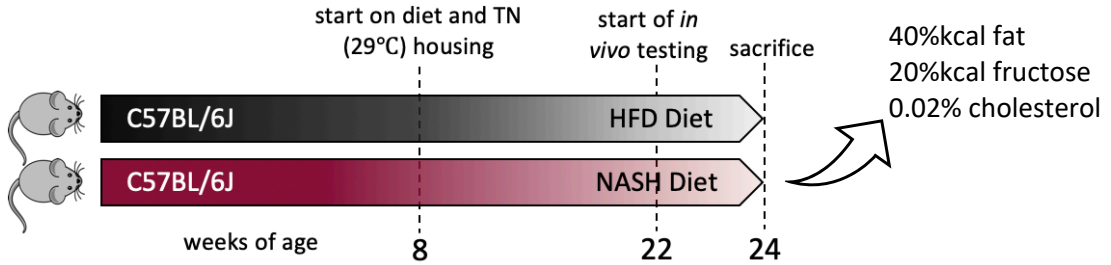 start on diet and TN
(29℃) housing
start of in
vivo testing
sacrifice
40%kcal fat
20%kcal fructose
0.02% cholesterol
C57BL/6J
HFD Diet
C57BL/6J
NASH Diet
weeks of age
8
22
24